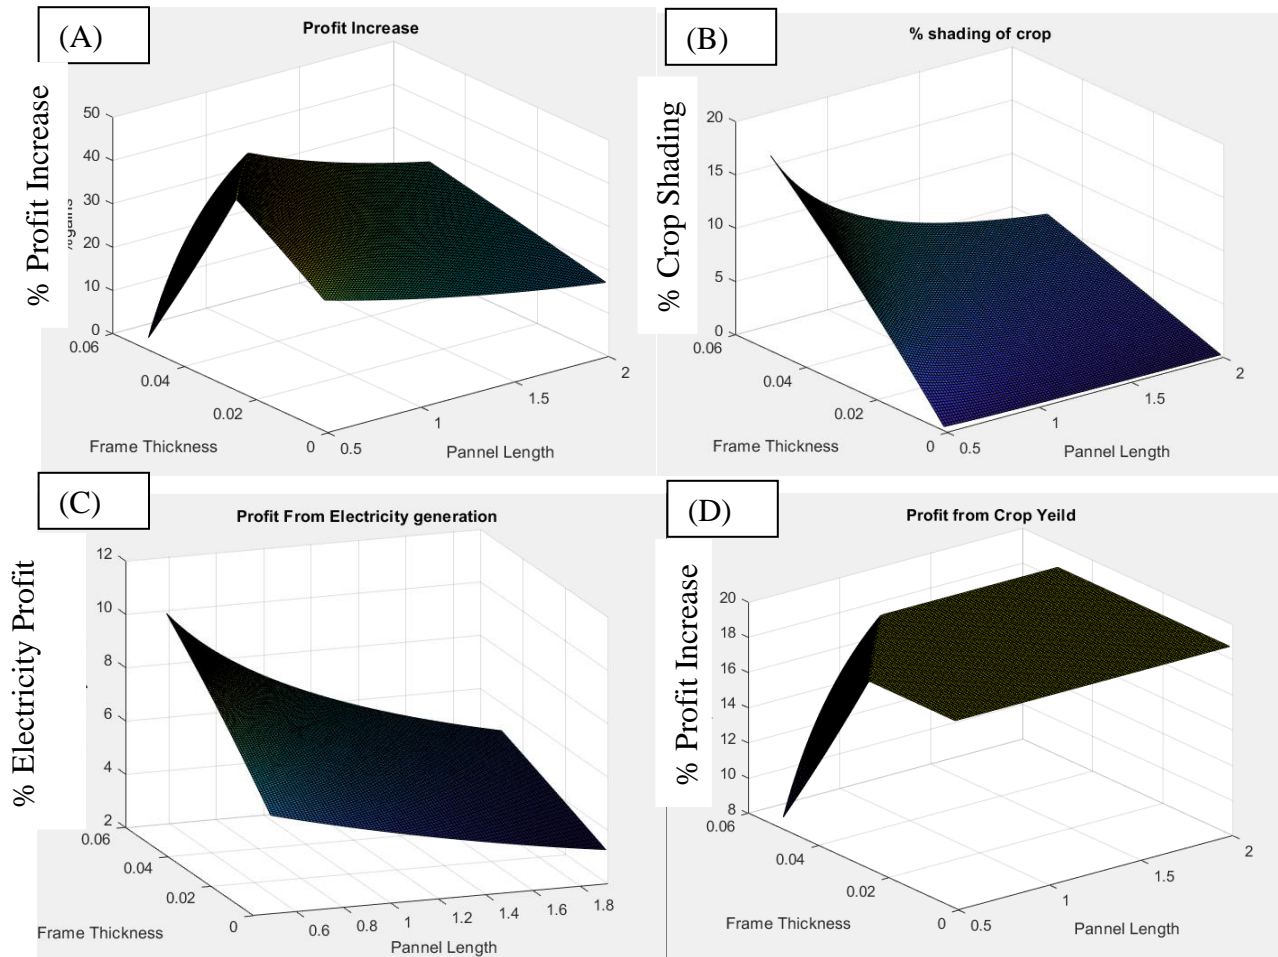 (A)
Profit Increase
% Profit Increase
%gains
50
40
30
20
10
0
0.06
0.04
0.02
0
0.5
1
1.5
2
Frame Thickness
Pannel Length
(B)
% shading of crop
% Crop Shading
20
15
10
5
0
0.06
0.04
0.02
0
0.5
1
1.5
2
Frame Thickness
Pannel Length
(C)
Profit From Electricity generation
% Electricity Profit
12
10
8
6
4
2
0.06
0.04
0.02
0
0.6
0.8
1
1.2
1.4
1.6
1.8
Frame Thickness
Pannel Length
(D)
Profit from Crop Yeild
% Profit Increase
20
18
16
14
12
10
8
0.06
0.04
0.02
0
0.5
1
1.5
2
Frame Thickness
Pannel Length